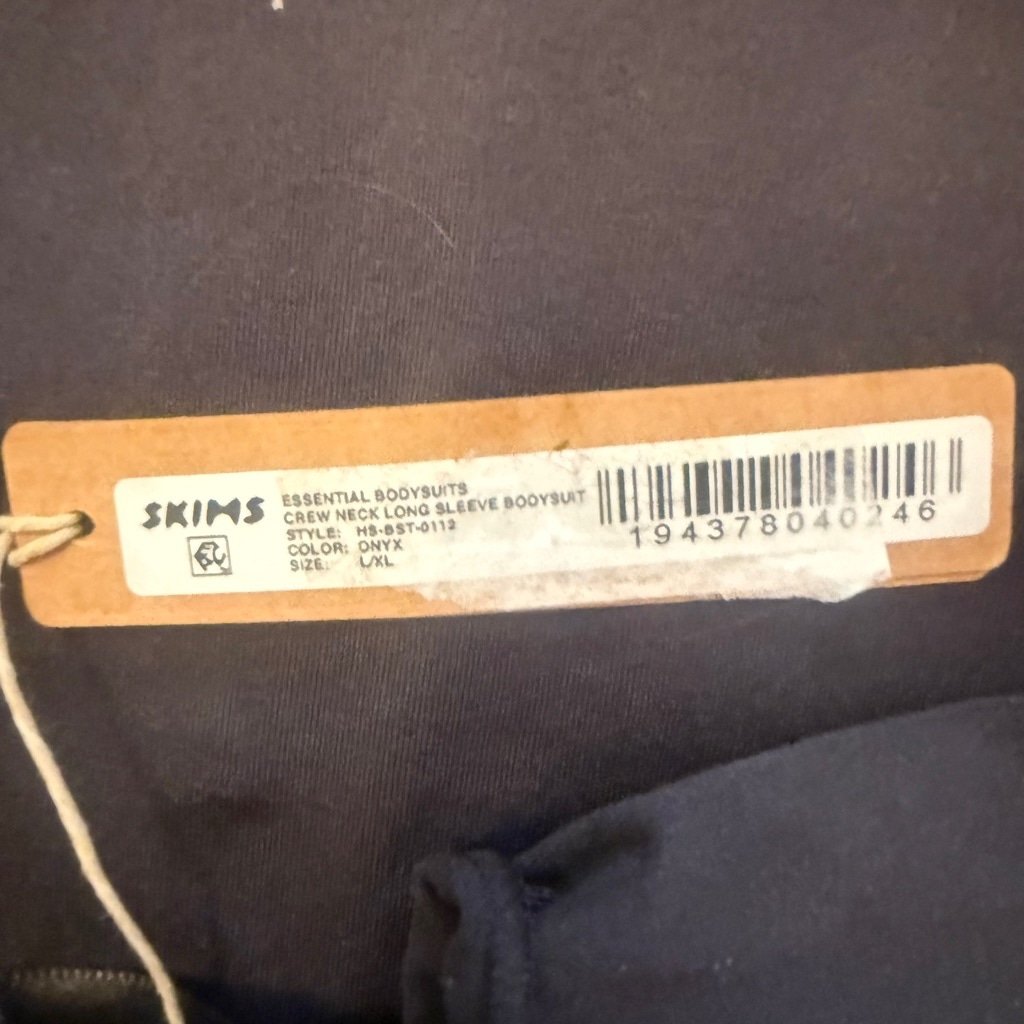 SKIMS
ESSENTIAL BODYSUITS
CREW NECK LONG SLEEVE BODYSUIT
STYLE: HS-BST-0112
COLOR: ONYX
SIZE: L/XL
194378040246